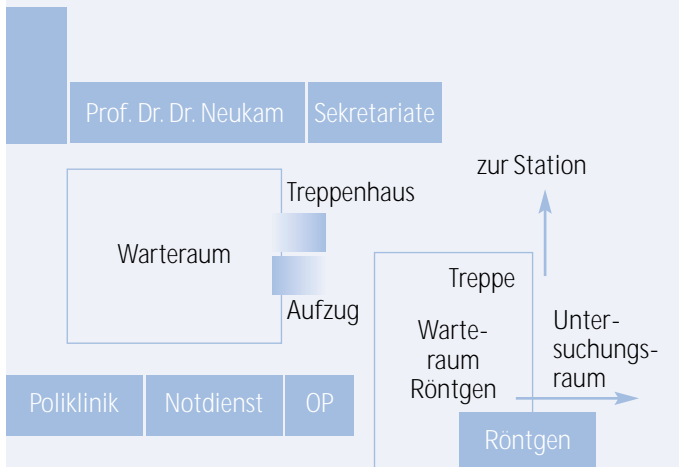 Prof. Dr. Dr. Neukam
Sekretariate
zur Station
Treppenhaus
Warteraum
Treppe
Aufzug
Warte-
raum
Röntgen
Unter-
suchungs-
raum
Poliklinik
Notdienst
OP
Röntgen